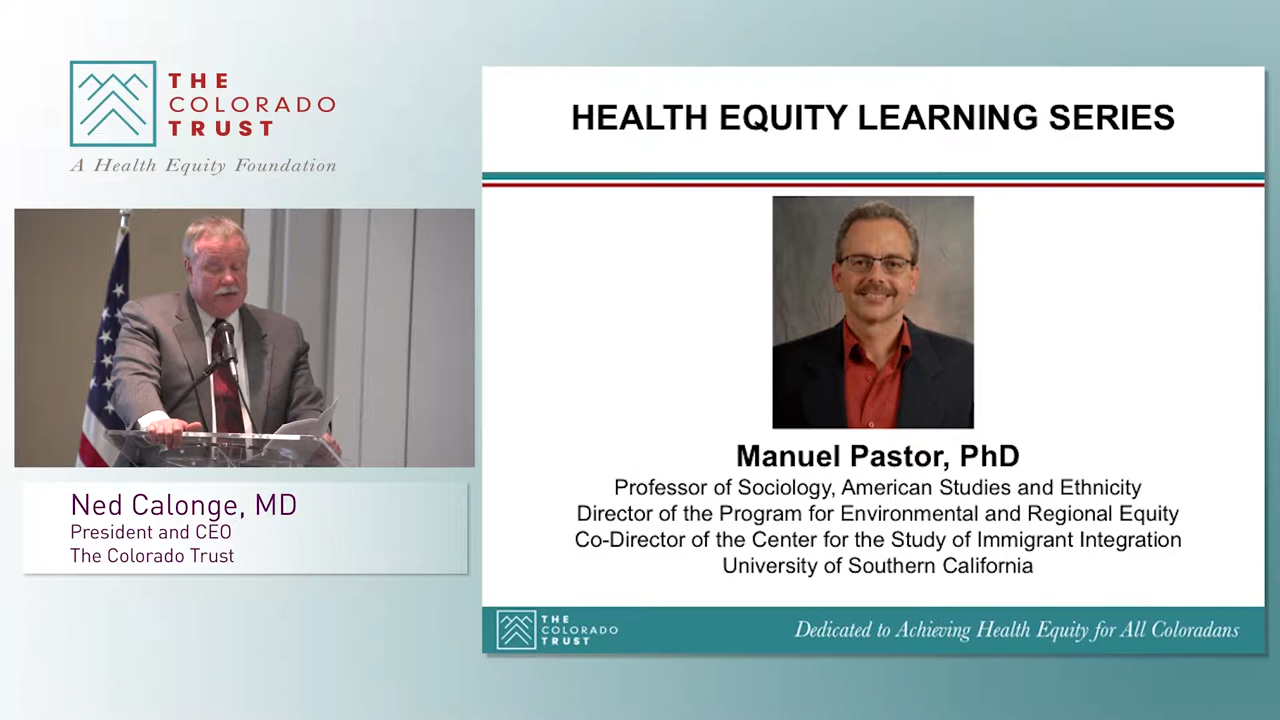 THE
COLORADO
TRUST
A Health Equity Foundation
Ned Calonge, MD
President and CEO
The Colorado Trust
HEALTH EQUITY LEARNING SERIES
Manuel Pastor, PhD
Professor of Sociology, American Studies and Ethnicity
Director of the Program for Environmental and Regional Equity
Co-Director of the Center for the Study of Immigrant Integration
University of Southern California
THE
COLORADO
TRUST
Dedicated to Achieving Health Equity for All Coloradans